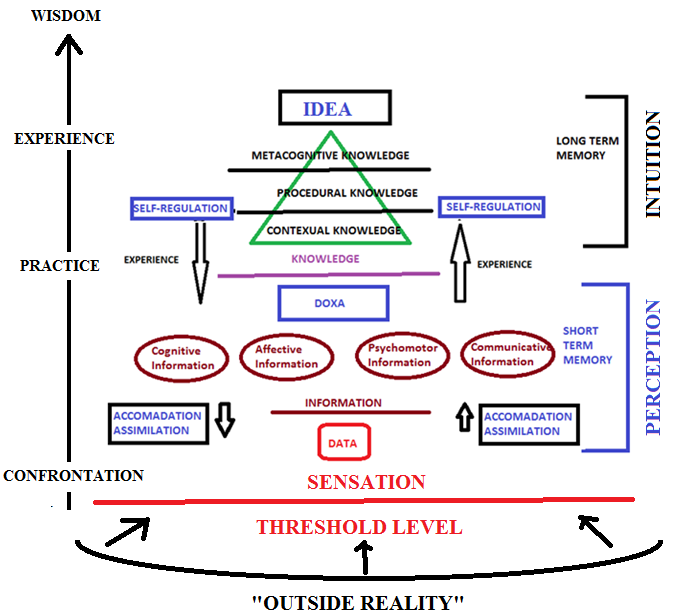 WISDOM
IDEA
EXPERIENCE
METACOGNITIVE KNOWLEDGE
LONG TERM
MEMORY
INTUITION
PROCEDURAL KNOWLEDGE
SELF-REGULATION
SELF-REGULATION
CONTEXUAL KNOWLEDGE
PRACTICE
EXPERIENCE
KNOWLEDGE
EXPERIENCE
DOXA
Cognitive
Information
Affective
Information
Psychomotor
Information
Communicative
Information
SHORT
TERM
MEMORY
PERCEPTION
INFORMATION
ACCOMADATION
ASSIMILATION
ACCOMADATION
ASSIMILATION
DATA
CONFRONTATION
SENSATION
THRESHOLD LEVEL
"OUTSIDE REALITY"